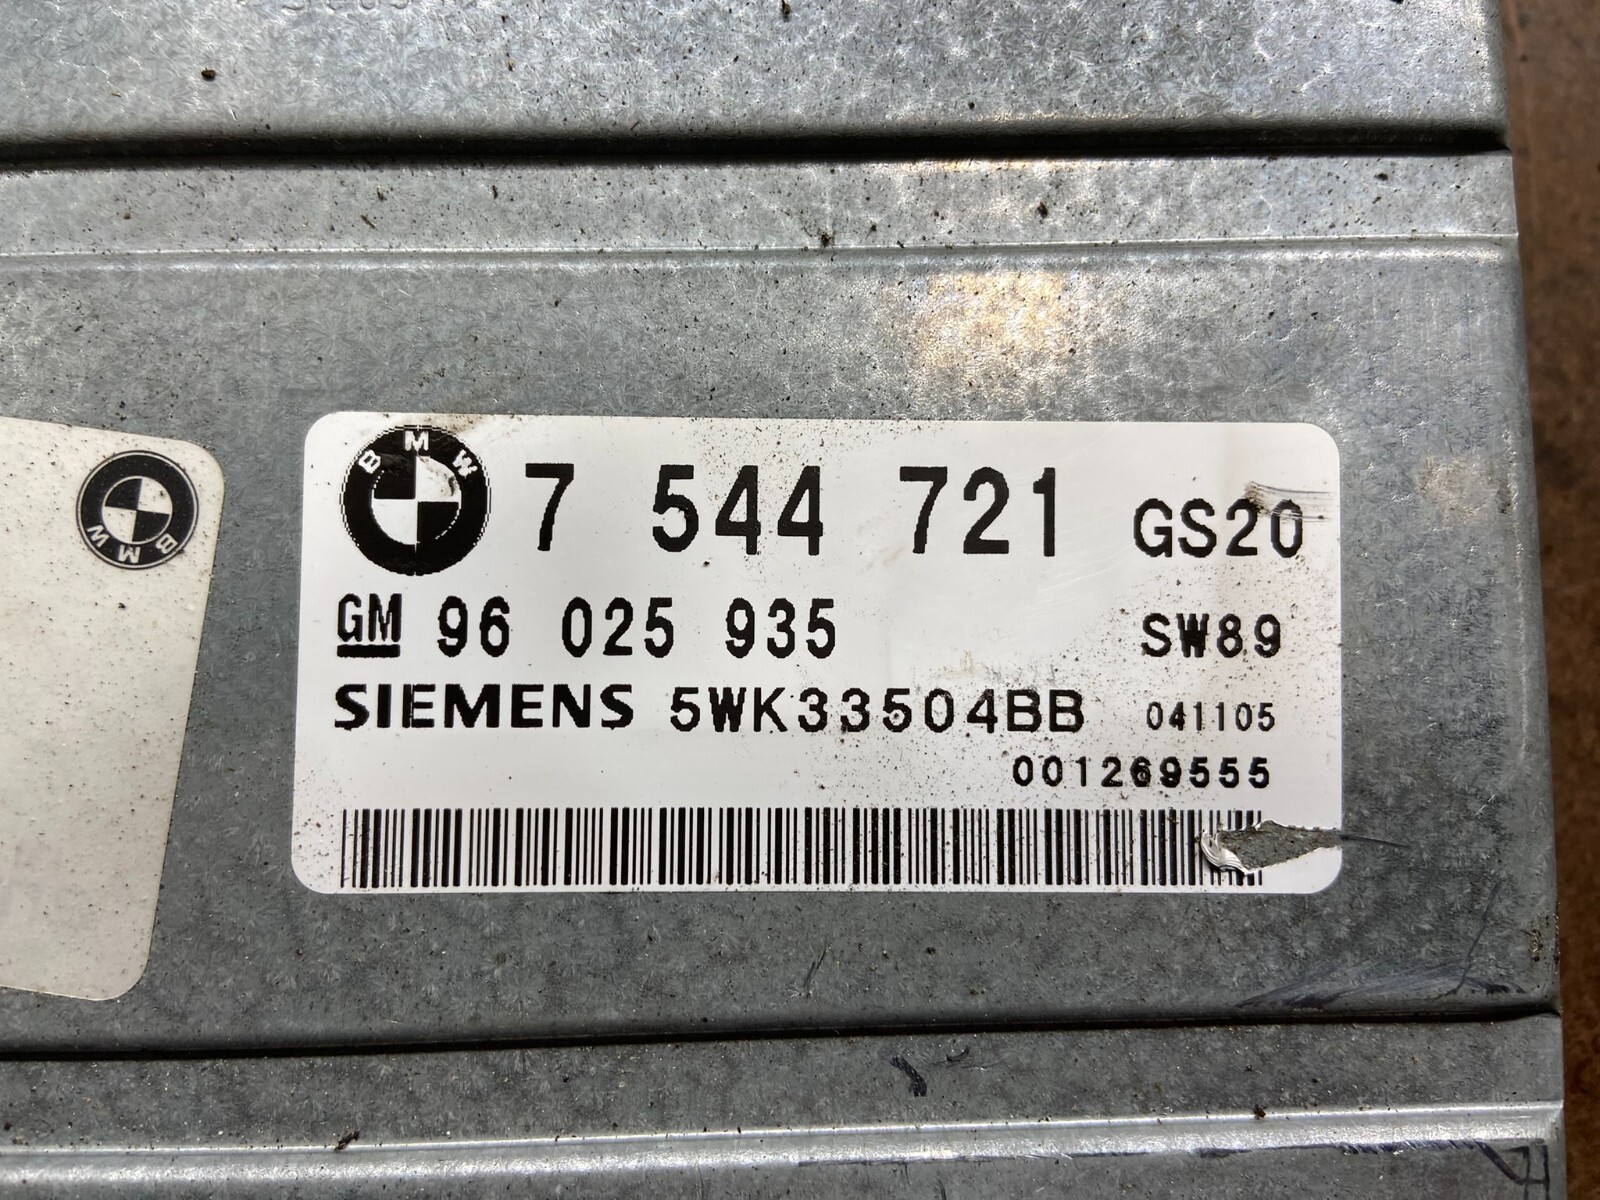 BMW 7 544 721 GS20
GM 96 025 935 SW89
SIEMENS 5WK33504BB 041105
001269555
BMW